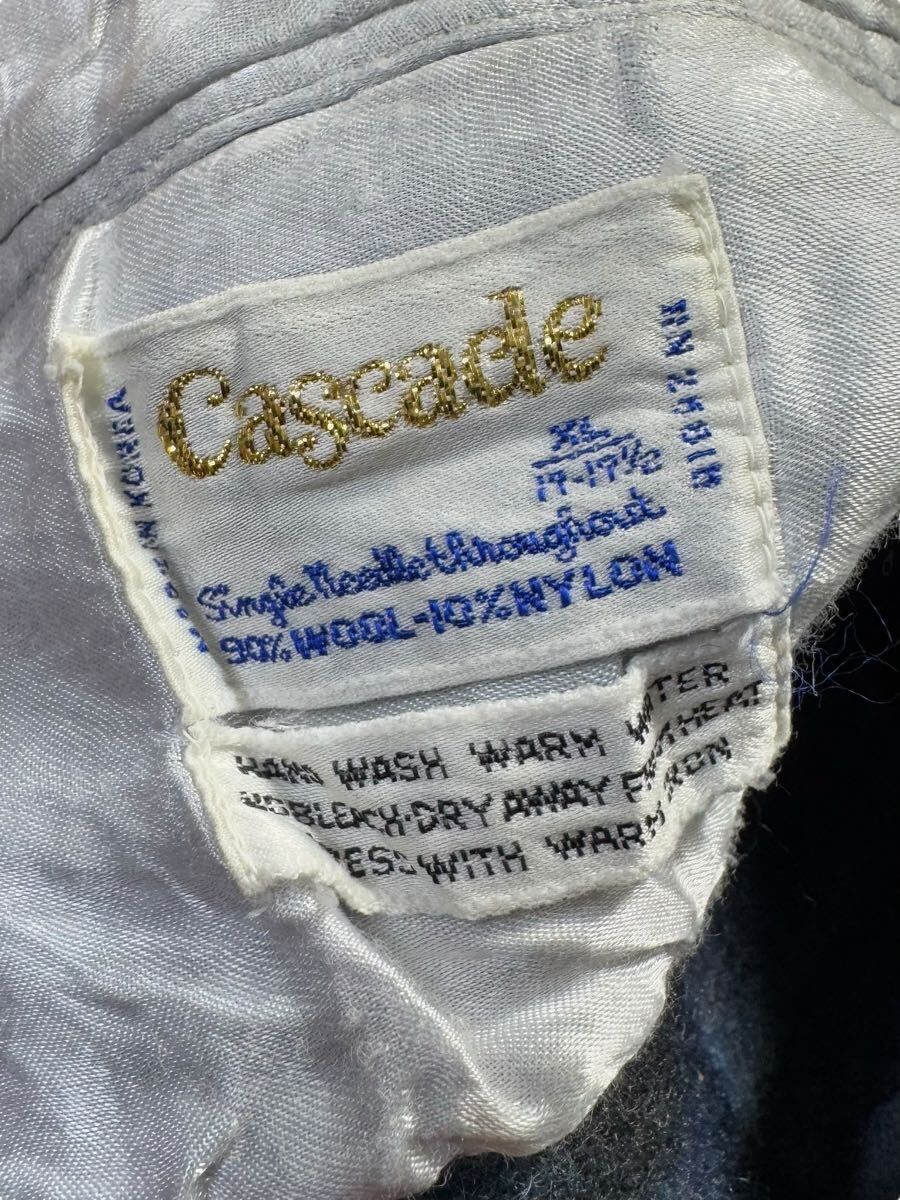 Cascade
XL
17-17½
Single Needle throughout
90% WOOL-10% NYLON
KOREA
HAND WASH WARM WATER
NO BLEACH·DRY AWAY FROM HEAT
PRESS WITH WARM IRON